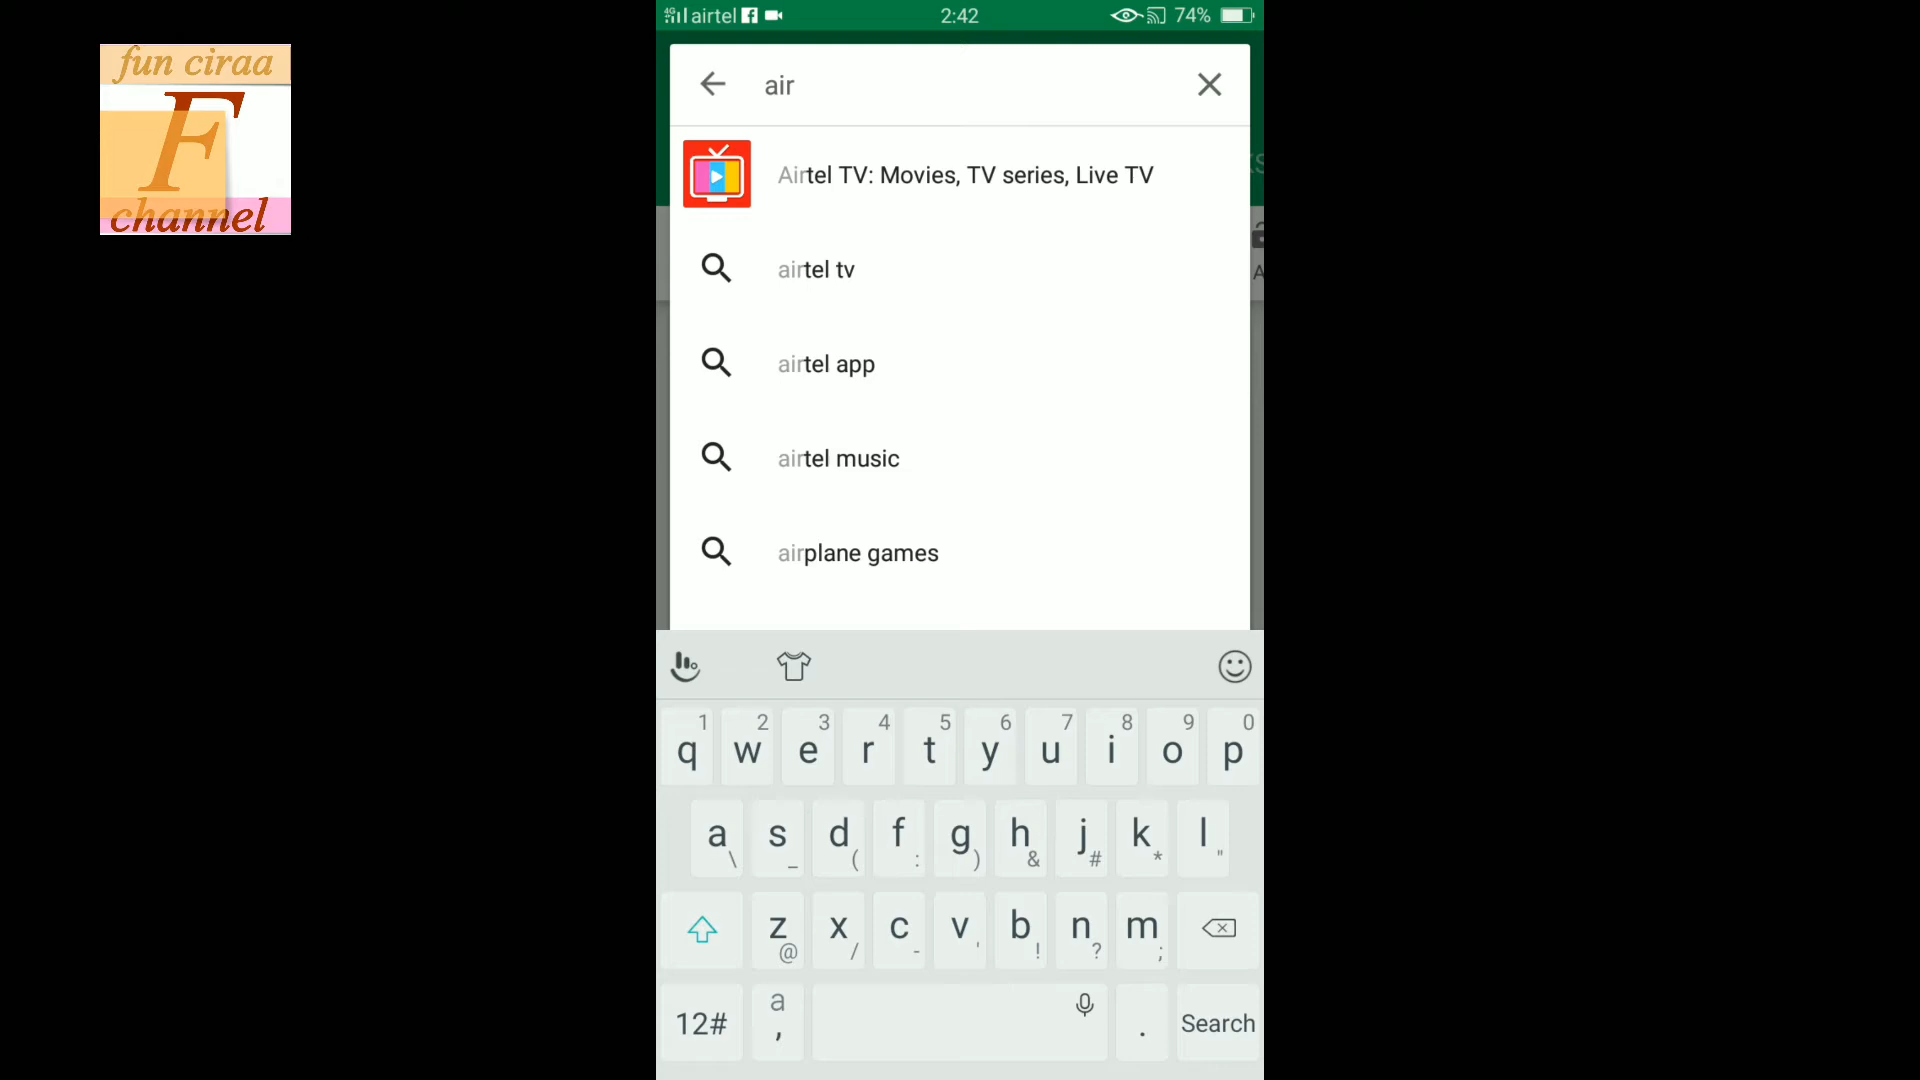 fun ciraa
F
channel
4G airtel 2:42 74%
air
Airtel TV: Movies, TV series, Live TV
airtel tv
airtel app
airtel music
airplane games
1 2 3 4 5 6 7 8 9 0
q w e r t y u i o p
a s d f g h j k l
\ _ ( : ) & # * "
z x c v b n m
@ / - ' ! ? ;
12# a , . Search